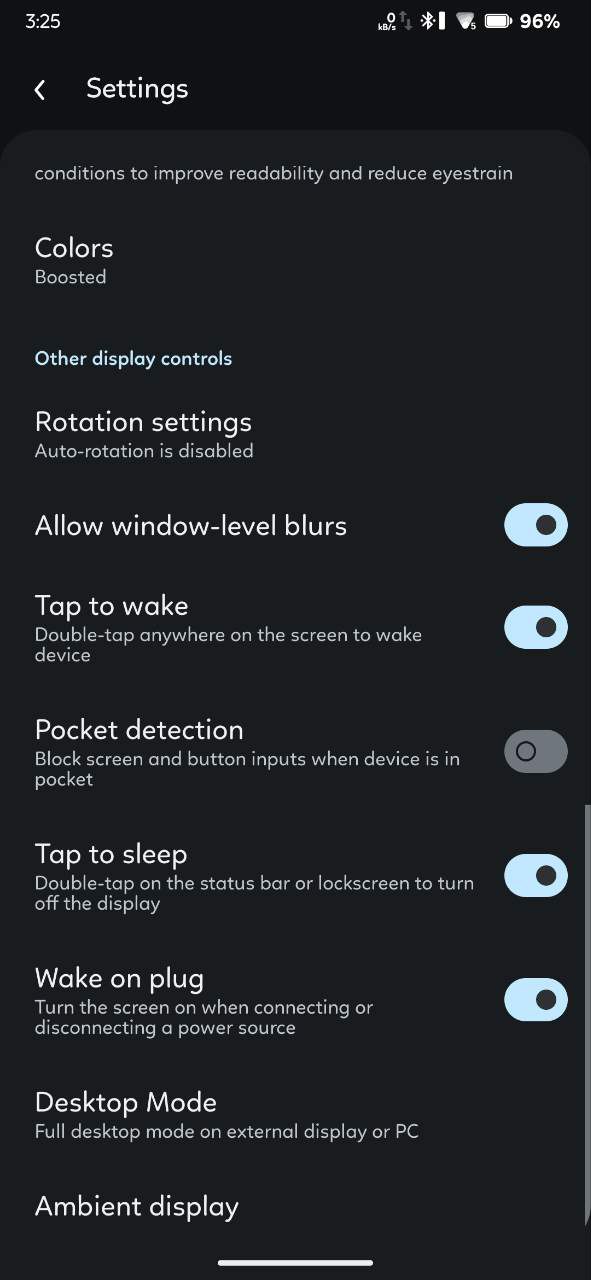 3:25
0
kB/s
5
96%
Settings
conditions to improve readability and reduce eyestrain
Colors
Boosted
Other display controls
Rotation settings
Auto-rotation is disabled
Allow window-level blurs
Tap to wake
Double-tap anywhere on the screen to wake
device
Pocket detection
Block screen and button inputs when device is in
pocket
Tap to sleep
Double-tap on the status bar or lockscreen to turn
off the display
Wake on plug
Turn the screen on when connecting or
disconnecting a power source
Desktop Mode
Full desktop mode on external display or PC
Ambient display